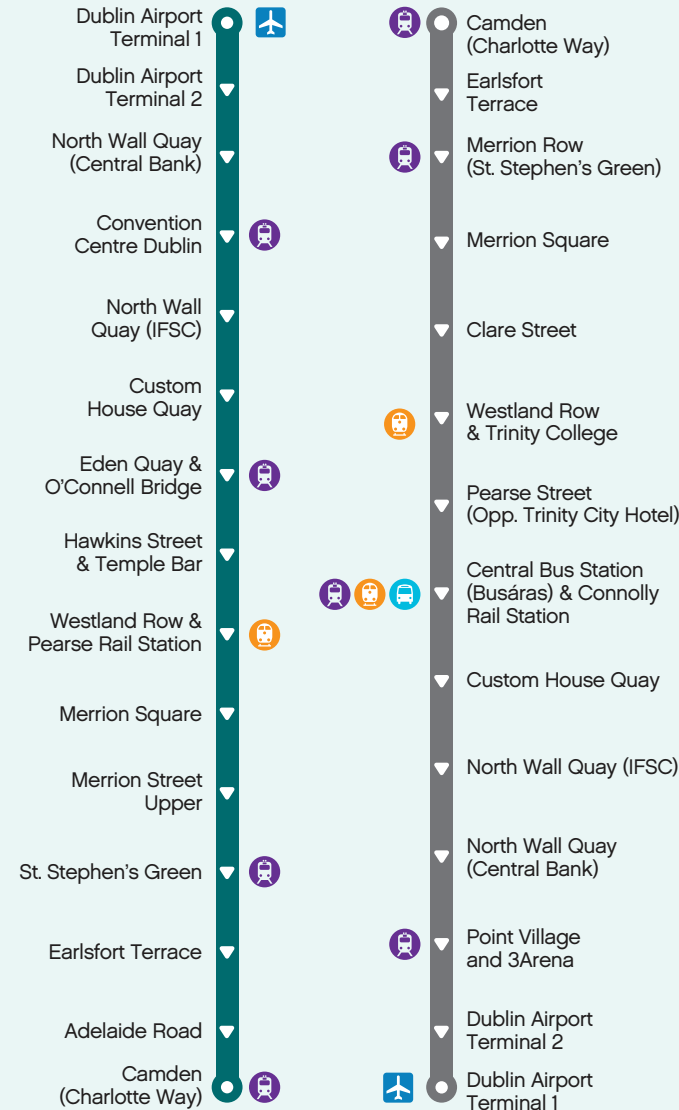 Dublin Airport
Terminal 1
Dublin Airport
Terminal 2
North Wall Quay
(Central Bank)
Convention
Centre Dublin
North Wall
Quay (IFSC)
Custom
House Quay
Eden Quay &
O'Connell Bridge
Hawkins Street
& Temple Bar
Westland Row &
Pearse Rail Station
Merrion Square
Merrion Street
Upper
St. Stephen's Green
Earlsfort Terrace
Adelaide Road
Camden
(Charlotte Way)
Camden
(Charlotte Way)
Earlsfort
Terrace
Merrion Row
(St. Stephen's Green)
Merrion Square
Clare Street
Westland Row
& Trinity College
Pearse Street
(Opp. Trinity City Hotel)
Central Bus Station
(Busáras) & Connolly
Rail Station
Custom House Quay
North Wall Quay (IFSC)
North Wall Quay
(Central Bank)
Point Village
and 3Arena
Dublin Airport
Terminal 2
Dublin Airport
Terminal 1